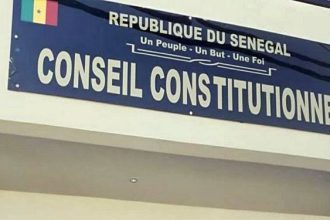 REPUBLIQUE DU SENEGAL
Un Peuple - Un But - Une Foi
CONSEIL CONSTITUTIONNE